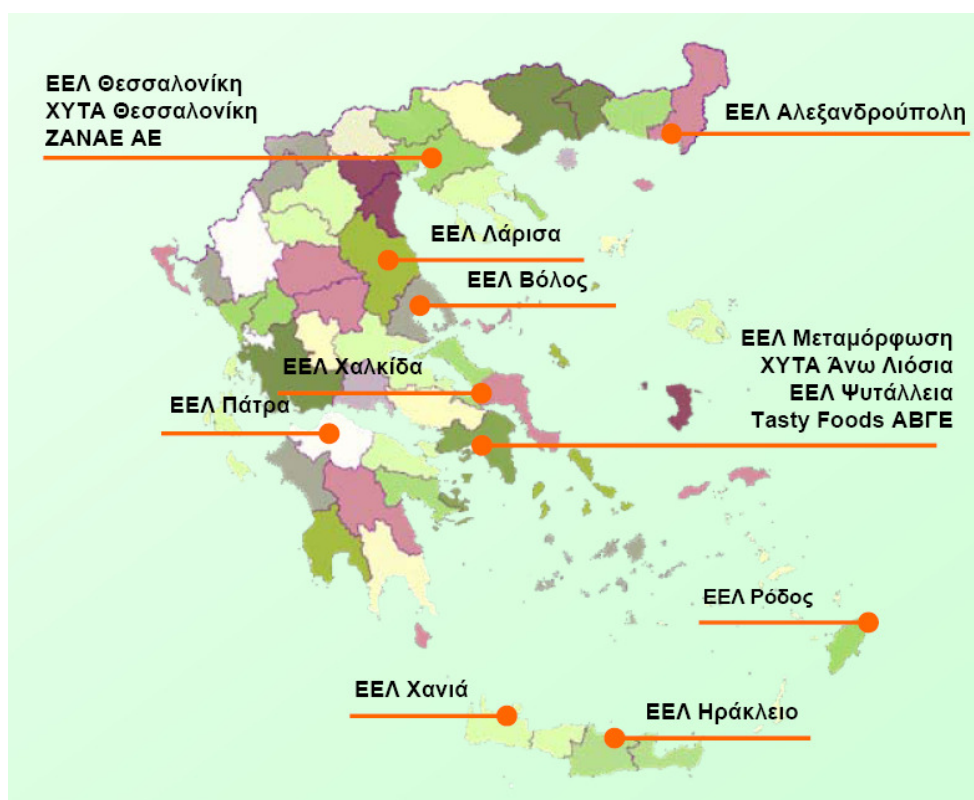 ΕΕΛ Θεσσαλονίκη
ΧΥΤΑ Θεσσαλονίκη
ΖΑΝΑΕ ΑΕ
ΕΕΛ Αλεξανδρούπολη
ΕΕΛ Λάρισα
ΕΕΛ Βόλος
ΕΕΛ Μεταμόρφωση
ΧΥΤΑ Άνω Λιόσια
ΕΕΛ Ψυτάλλεια
Tasty Foods ΑΒΓΕ
ΕΕΛ Χαλκίδα
ΕΕΛ Πάτρα
ΕΕΛ Ρόδος
ΕΕΛ Χανιά
ΕΕΛ Ηράκλειο